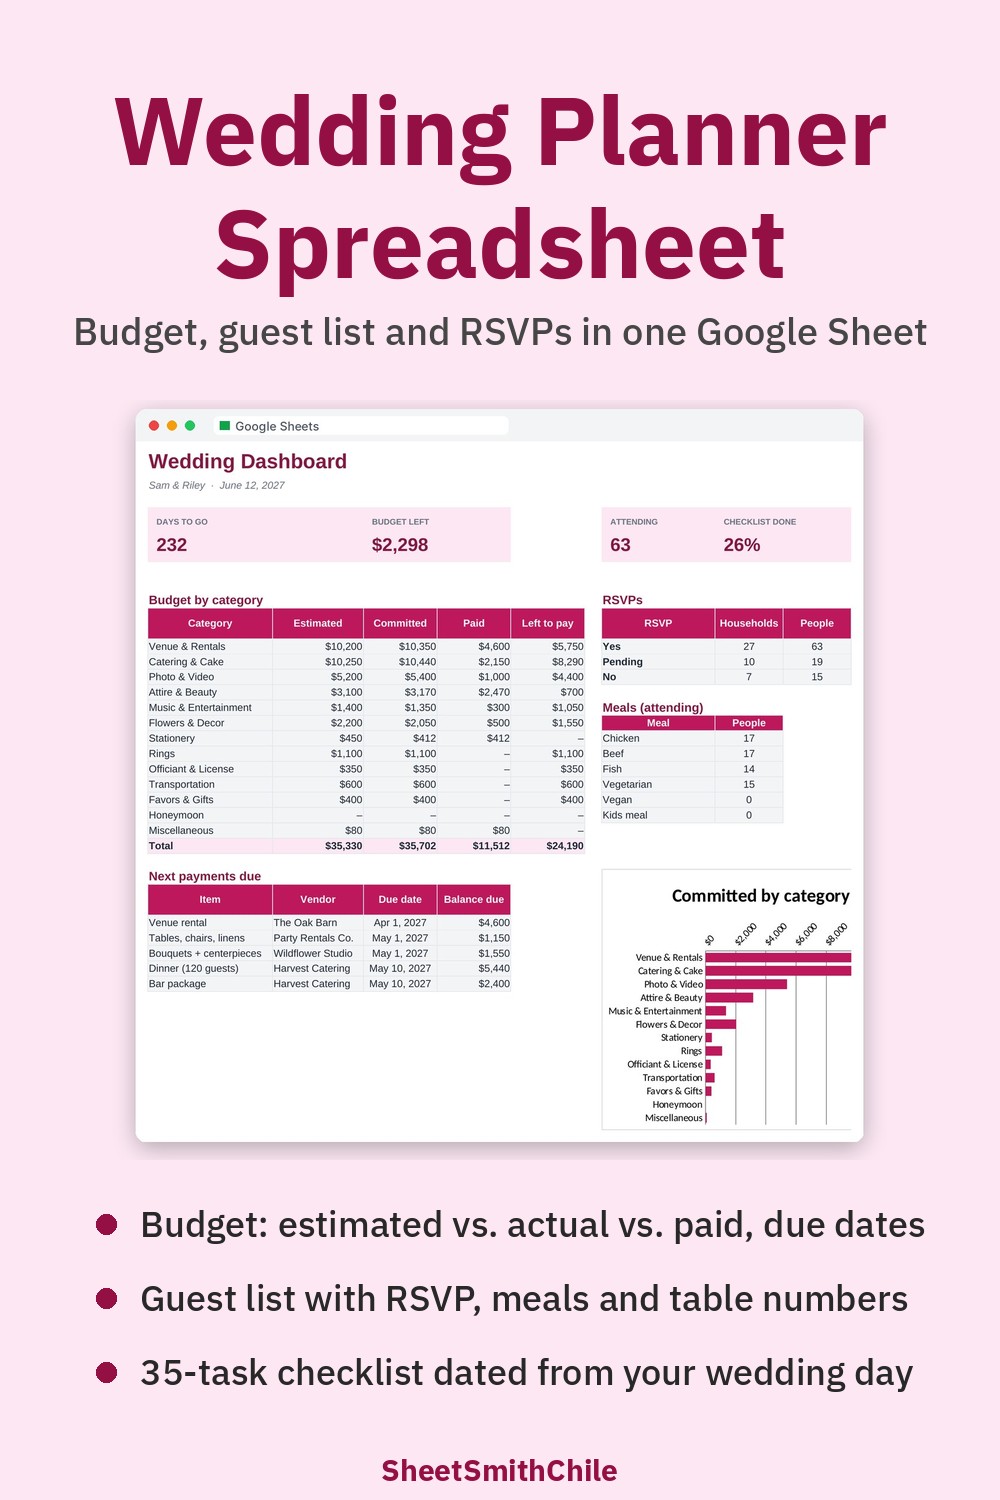 Wedding Planner
Spreadsheet
Budget, guest list and RSVPs in one Google Sheet
Google Sheets
Wedding Dashboard
Sam & Riley · June 12, 2027
DAYS TO GO BUDGET LEFT ATTENDING CHECKLIST DONE
232 $2,298 63 26%
Budget by category
Category Estimated Committed Paid Left to pay
Venue & Rentals $10,200 $10,350 $4,600 $5,750
Catering & Cake $10,250 $10,440 $2,150 $8,290
Photo & Video $5,200 $5,400 $1,000 $4,400
Attire & Beauty $3,100 $3,170 $2,470 $700
Music & Entertainment $1,400 $1,350 $300 $1,050
Flowers & Decor $2,200 $2,050 $500 $1,550
Stationery $450 $412 $412 –
Rings $1,100 $1,100 – $1,100
Officiant & License $350 $350 – $350
Transportation $600 $600 – $600
Favors & Gifts $400 $400 – $400
Honeymoon – – – –
Miscellaneous $80 $80 $80 –
Total $35,330 $35,702 $11,512 $24,190
RSVPs
RSVP Households People
Yes 27 63
Pending 10 19
No 7 15
Meals (attending)
Meal People
Chicken 17
Beef 17
Fish 14
Vegetarian 15
Vegan 0
Kids meal 0
Next payments due
Item Vendor Due date Balance due
Venue rental The Oak Barn Apr 1, 2027 $4,600
Tables, chairs, linens Party Rentals Co. May 1, 2027 $1,150
Bouquets + centerpieces Wildflower Studio May 1, 2027 $1,550
Dinner (120 guests) Harvest Catering May 10, 2027 $5,440
Bar package Harvest Catering May 10, 2027 $2,400
Committed by category
$0 $2,000 $4,000 $6,000 $8,000
Venue & Rentals
Catering & Cake
Photo & Video
Attire & Beauty
Music & Entertainment
Flowers & Decor
Stationery
Rings
Officiant & License
Transportation
Favors & Gifts
Honeymoon
Miscellaneous
Budget: estimated vs. actual vs. paid, due dates
Guest list with RSVP, meals and table numbers
35-task checklist dated from your wedding day
SheetSmithChile